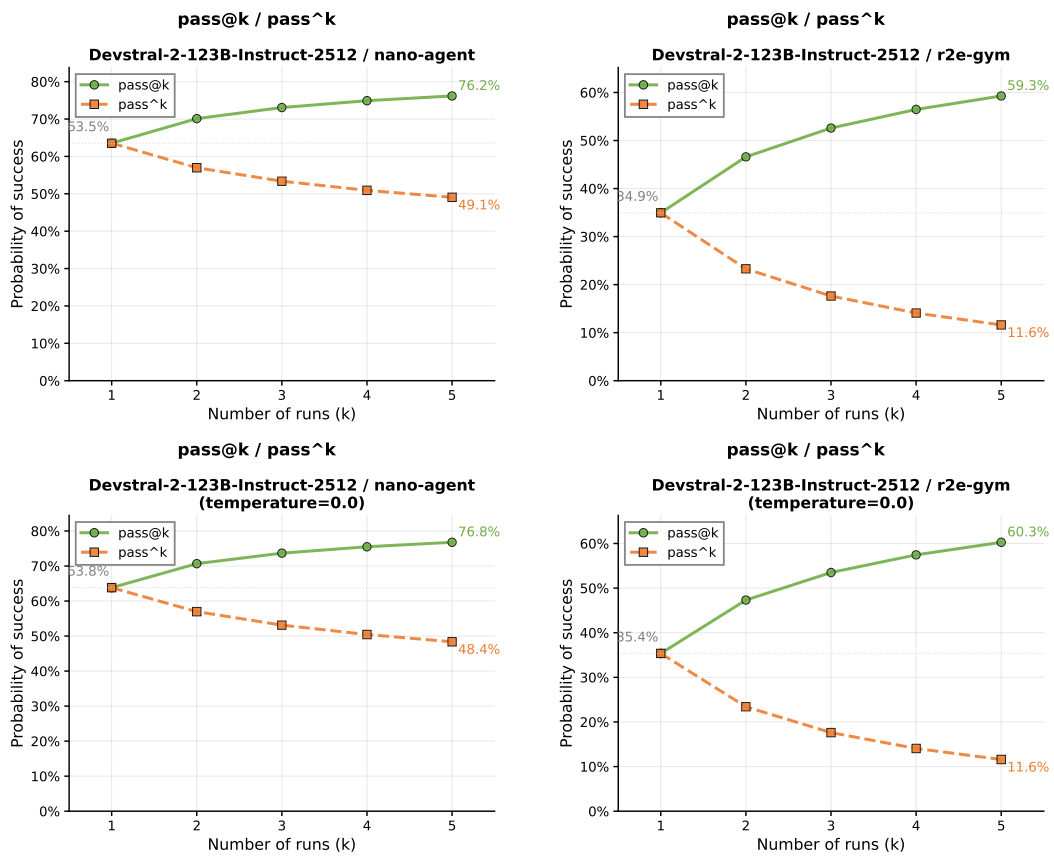 pass@k / pass^k
Devstral-2-123B-Instruct-2512 / nano-agent
80%
70%
60%
50%
40%
30%
20%
10%
0%
Probability of success
pass@k
pass^k
63.5%
76.2%
49.1%
1 2 3 4 5
Number of runs (k)
pass@k / pass^k
Devstral-2-123B-Instruct-2512 / r2e-gym
60%
50%
40%
30%
20%
10%
0%
Probability of success
pass@k
pass^k
34.9%
59.3%
11.6%
1 2 3 4 5
Number of runs (k)
pass@k / pass^k
Devstral-2-123B-Instruct-2512 / nano-agent
(temperature=0.0)
80%
70%
60%
50%
40%
30%
20%
10%
0%
Probability of success
pass@k
pass^k
63.8%
76.8%
48.4%
1 2 3 4 5
Number of runs (k)
pass@k / pass^k
Devstral-2-123B-Instruct-2512 / r2e-gym
(temperature=0.0)
60%
50%
40%
30%
20%
10%
0%
Probability of success
pass@k
pass^k
35.4%
60.3%
11.6%
1 2 3 4 5
Number of runs (k)